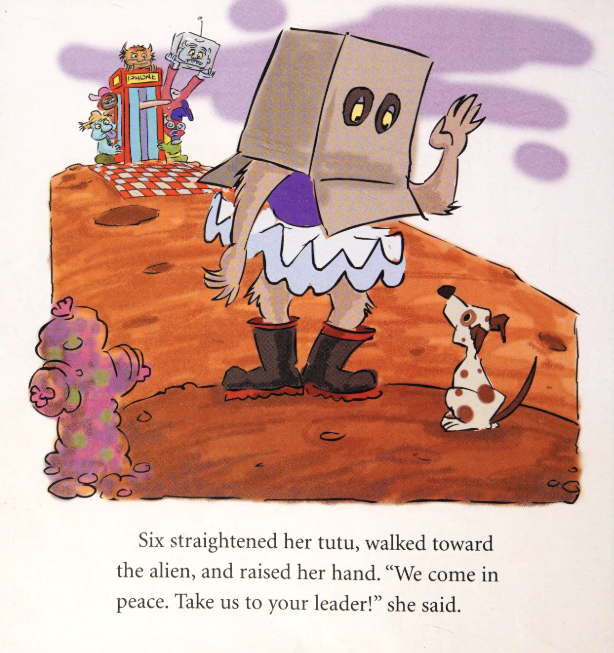 PHONE
Six straightened her tutu, walked toward
the alien, and raised her hand. “We come in
peace. Take us to your leader!” she said.